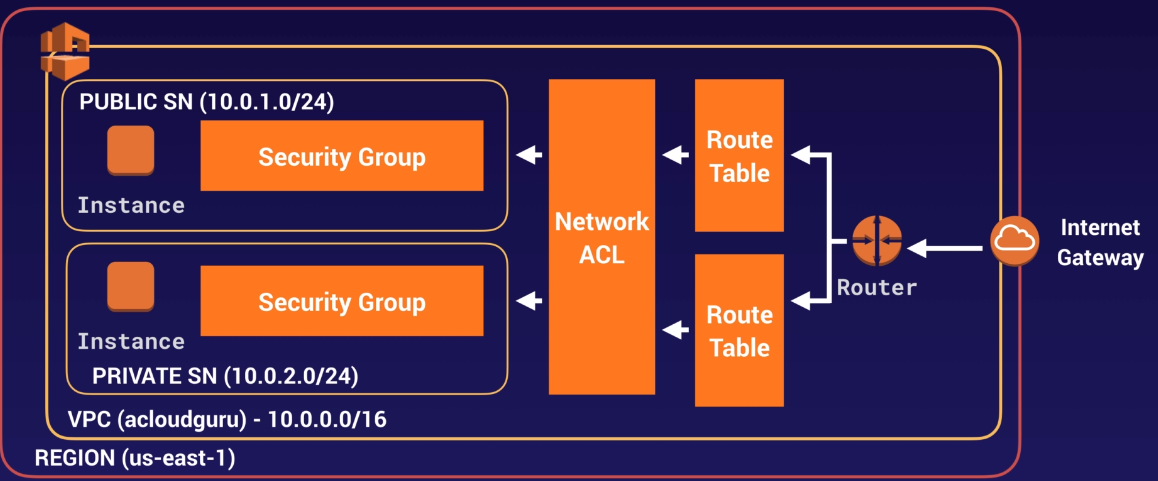 PUBLIC SN (10.0.1.0/24)
Security Group
Instance
Security Group
Instance
PRIVATE SN (10.0.2.0/24)
VPC (acloudguru) - 10.0.0.0/16
REGION (us-east-1)
Network
ACL
Route
Table
Route
Table
Router
Internet
Gateway